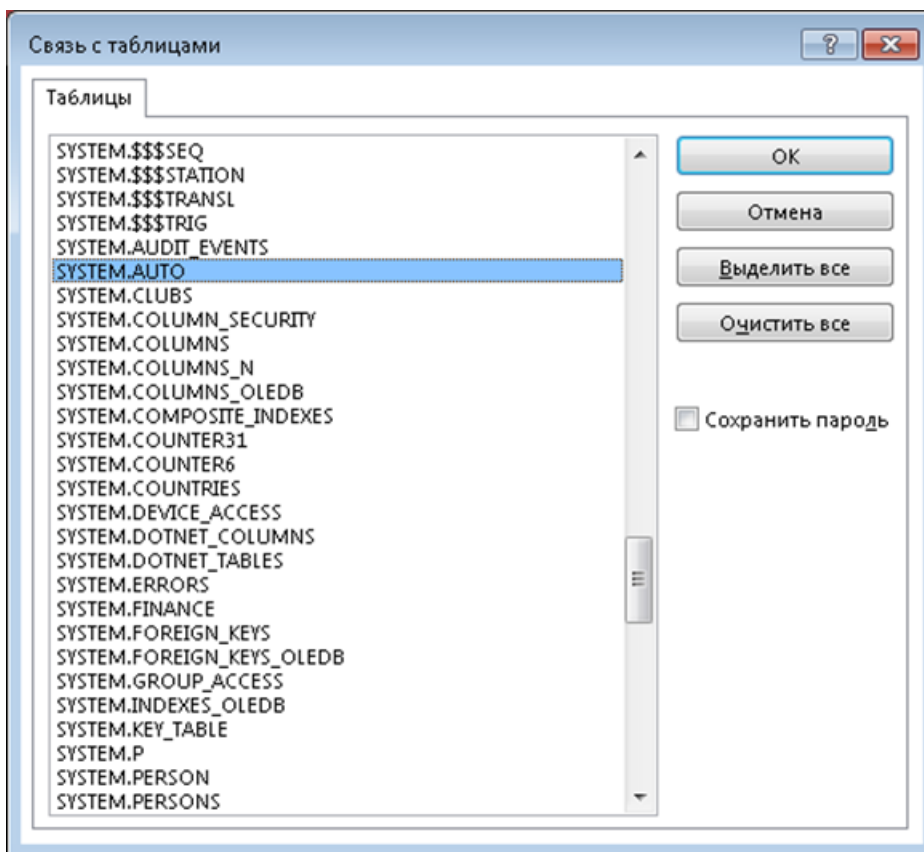 Связь с таблицами
Таблицы
SYSTEM.$$$SEQ
SYSTEM.$$$STATION
SYSTEM.$$$TRANSL
SYSTEM.$$$TRIG
SYSTEM.AUDIT_EVENTS
SYSTEM.AUTO
SYSTEM.CLUBS
SYSTEM.COLUMN_SECURITY
SYSTEM.COLUMNS
SYSTEM.COLUMNS_N
SYSTEM.COLUMNS_OLEDB
SYSTEM.COMPOSITE_INDEXES
SYSTEM.COUNTER31
SYSTEM.COUNTER6
SYSTEM.COUNTRIES
SYSTEM.DEVICE_ACCESS
SYSTEM.DOTNET_COLUMNS
SYSTEM.DOTNET_TABLES
SYSTEM.ERRORS
SYSTEM.FINANCE
SYSTEM.FOREIGN_KEYS
SYSTEM.FOREIGN_KEYS_OLEDB
SYSTEM.GROUP_ACCESS
SYSTEM.INDEXES_OLEDB
SYSTEM.KEY_TABLE
SYSTEM.P
SYSTEM.PERSON
SYSTEM.PERSONS
ОК
Отмена
Выделить все
Очистить все
Сохранить пароль